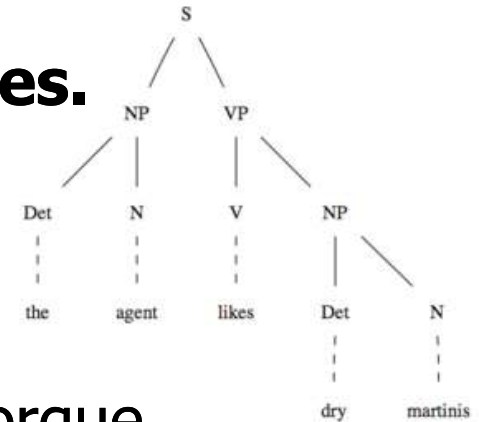 S
es.
NP VP
Det N V NP
the agent likes Det N
dry martinis